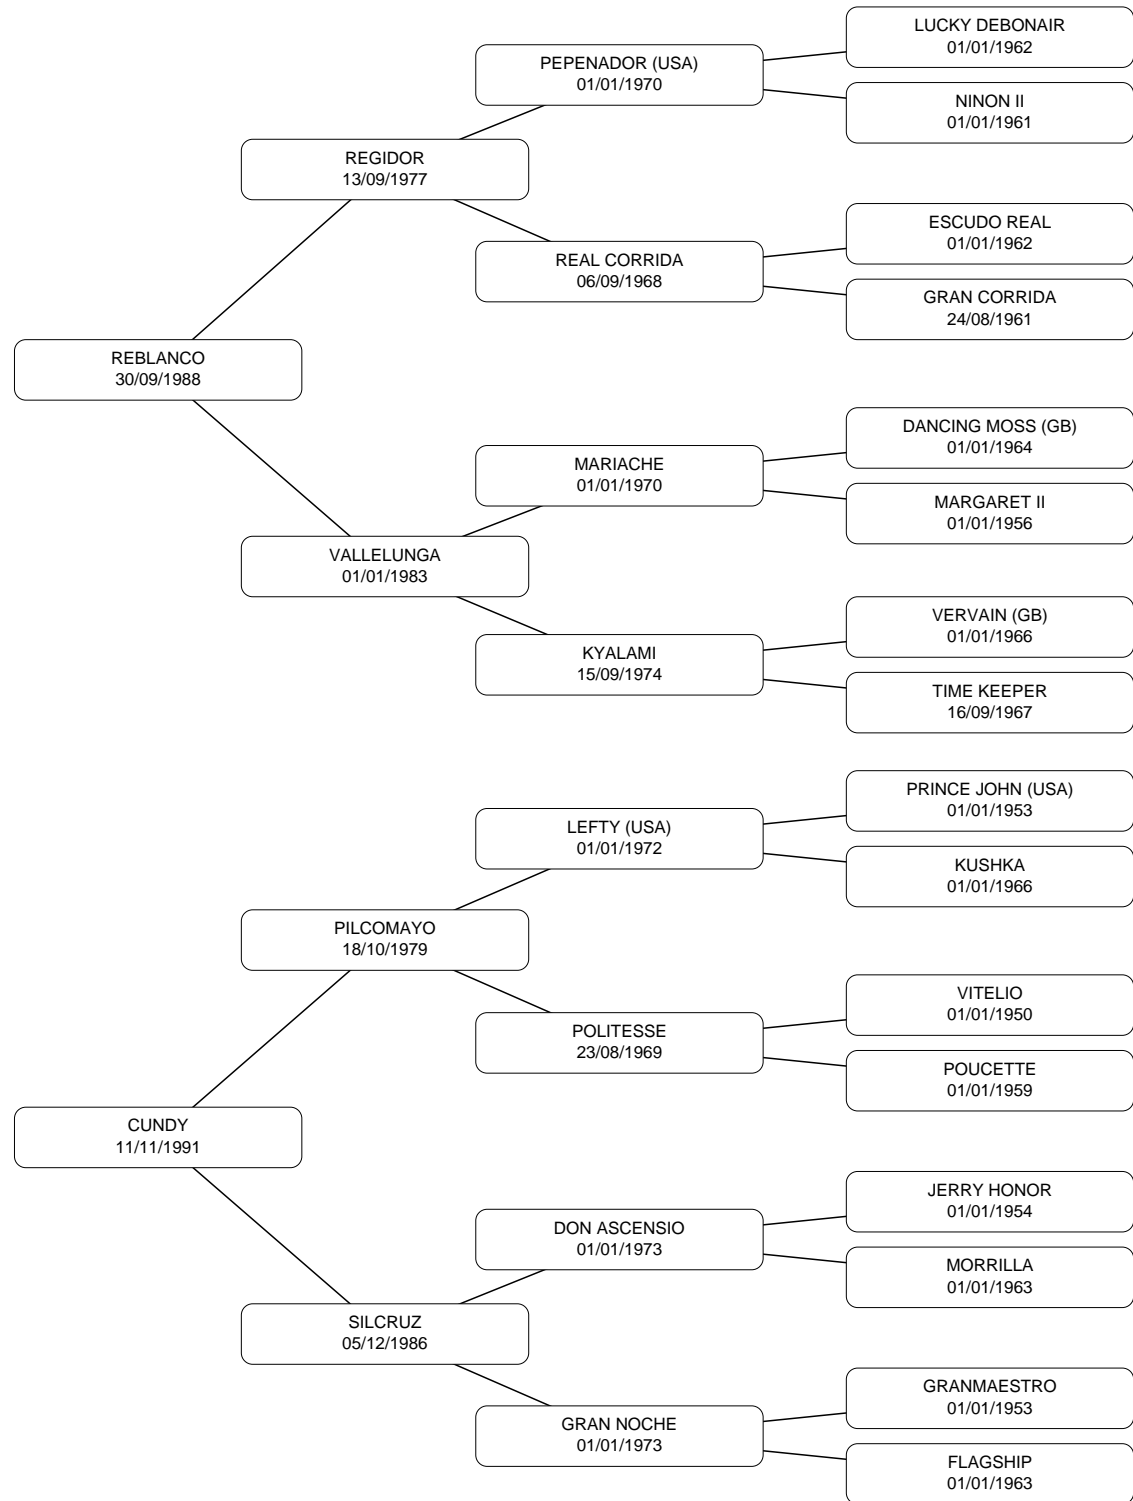 LUCKY DEBONAIR
01/01/1962
PEPENADOR (USA)
01/01/1970
NINON II
01/01/1961
REGIDOR
13/09/1977
ESCUDO REAL
01/01/1962
REAL CORRIDA
06/09/1968
GRAN CORRIDA
24/08/1961
REBLANCO
30/09/1988
DANCING MOSS (GB)
01/01/1964
MARIACHE
01/01/1970
MARGARET II
01/01/1956
VALLELUNGA
01/01/1983
VERVAIN (GB)
01/01/1966
KYALAMI
15/09/1974
TIME KEEPER
16/09/1967
PRINCE JOHN (USA)
01/01/1953
LEFTY (USA)
01/01/1972
KUSHKA
01/01/1966
PILCOMAYO
18/10/1979
VITELIO
01/01/1950
POLITESSE
23/08/1969
POUCETTE
01/01/1959
CUNDY
11/11/1991
JERRY HONOR
01/01/1954
DON ASCENSIO
01/01/1973
MORRILLA
01/01/1963
SILCRUZ
05/12/1986
GRANMAESTRO
01/01/1953
GRAN NOCHE
01/01/1973
FLAGSHIP
01/01/1963